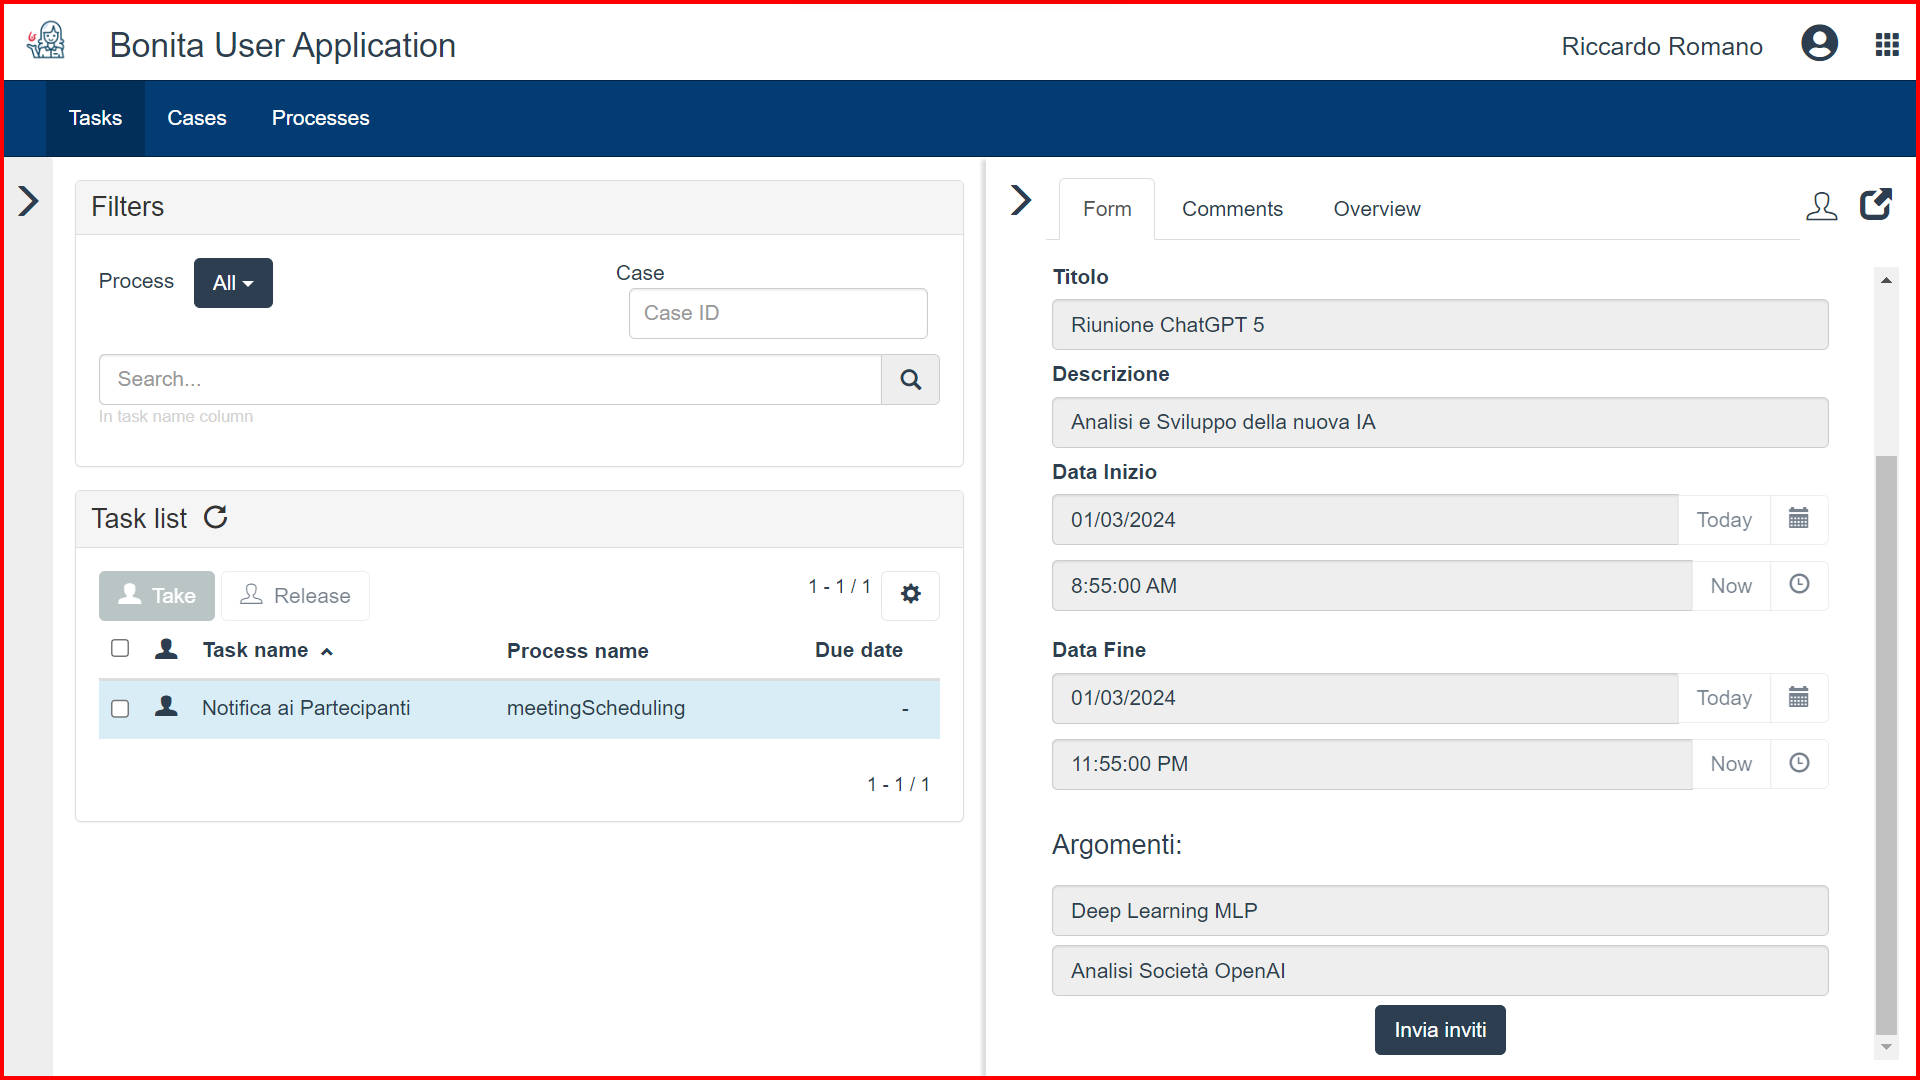 Bonita User Application
Riccardo Romano
Tasks Cases Processes
Filters
Process All
Case
Case ID
Search...
In task name column
Task list
Take Release 1 - 1 / 1
Task name Process name Due date
Notifica ai Partecipanti meetingScheduling -
1 - 1 / 1
Form Comments Overview
Titolo
Riunione ChatGPT 5
Descrizione
Analisi e Sviluppo della nuova IA
Data Inizio
01/03/2024 Today
8:55:00 AM Now
Data Fine
01/03/2024 Today
11:55:00 PM Now
Argomenti:
Deep Learning MLP
Analisi Società OpenAI
Invia inviti